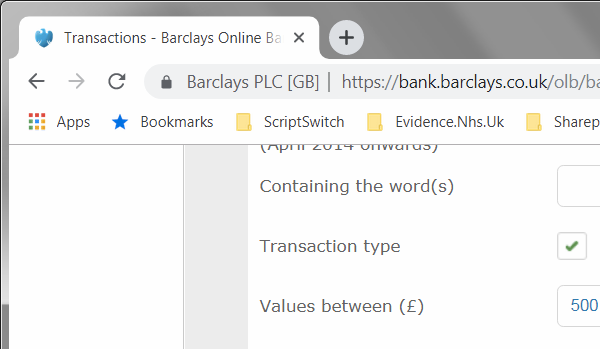 Transactions - Barclays Online Ba
Barclays PLC [GB] | https://bank.barclays.co.uk/olb/ba
Apps Bookmarks ScriptSwitch Evidence.Nhs.Uk Sharep
(April 2014 onwards)
Containing the word(s)
Transaction type
Values between (£) 500